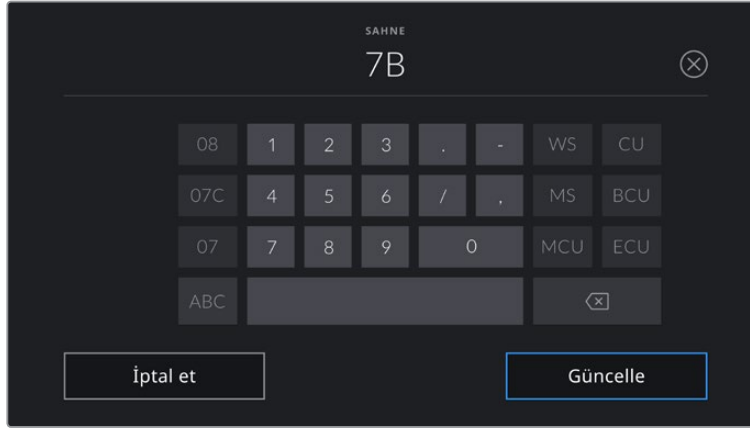 SAHNE
7B
08 1 2 3 . - WS CU
07C 4 5 6 / , MS BCU
07 7 8 9 0 MCU ECU
ABC
İptal et Güncelle